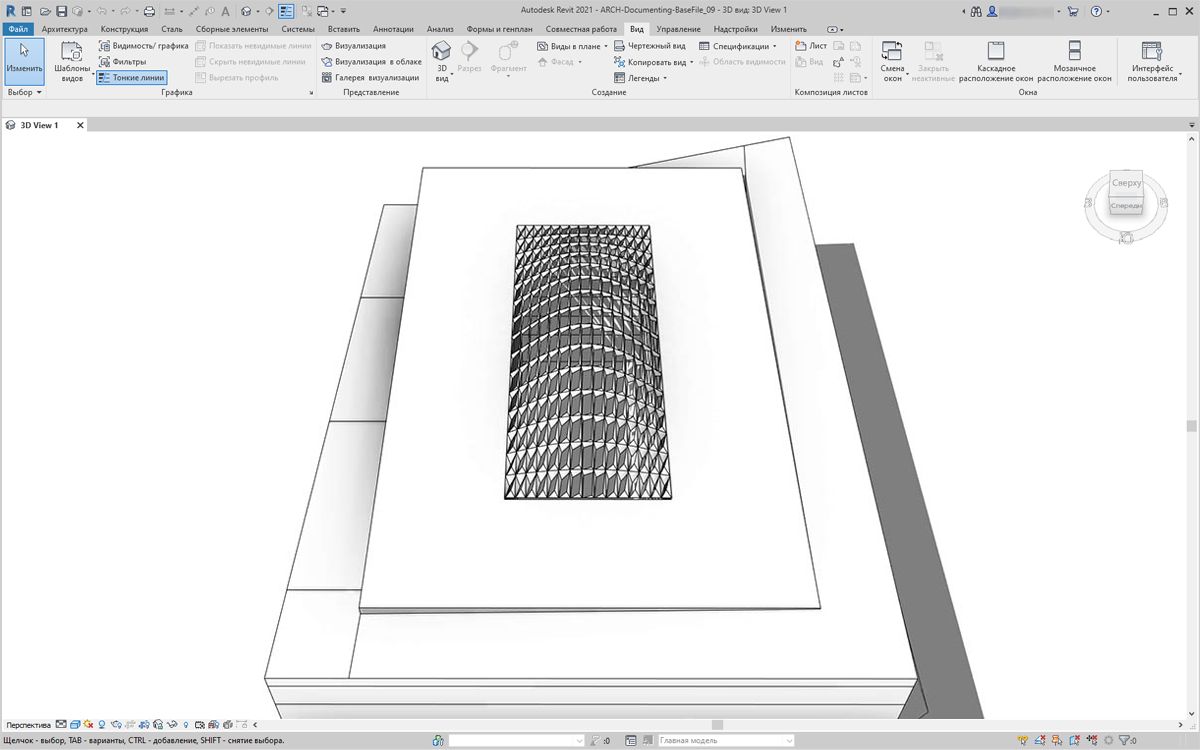 Autodesk Revit 2021 - ARCH-Documenting-BaseFile_09 - 3D вид: 3D View 1
Файл Архитектура Конструкция Сталь Сборные элементы Системы Вставить Аннотации Анализ Формы и генплан Совместная работа Вид Управление Надстройки Изменить
Изменить
Выбор
Шаблоны видов
Видимость/ графика
Фильтры
Тонкие линии
Показать невидимые линии
Скрыть невидимые линии
Вырезать профиль
Графика
Визуализация
Визуализация в облаке
Галерея визуализации
Представление
3D вид
Разрез
Фрагмент
Виды в плане
Фасад
Чертежный вид
Копировать вид
Легенды
Спецификации
Область видимости
Создание
Лист
Вид
Композиция листов
Смена окон
Закрыть неактивные
Каскадное расположение окон
Мозаичное расположение окон
Окна
Интерфейс пользователя
3D View 1
Сверху
Спереди
Перспектива
Щелчок - выбор, TAB - варианты, CTRL - добавление, SHIFT - снятие выбора.
:0
Главная модель
:0